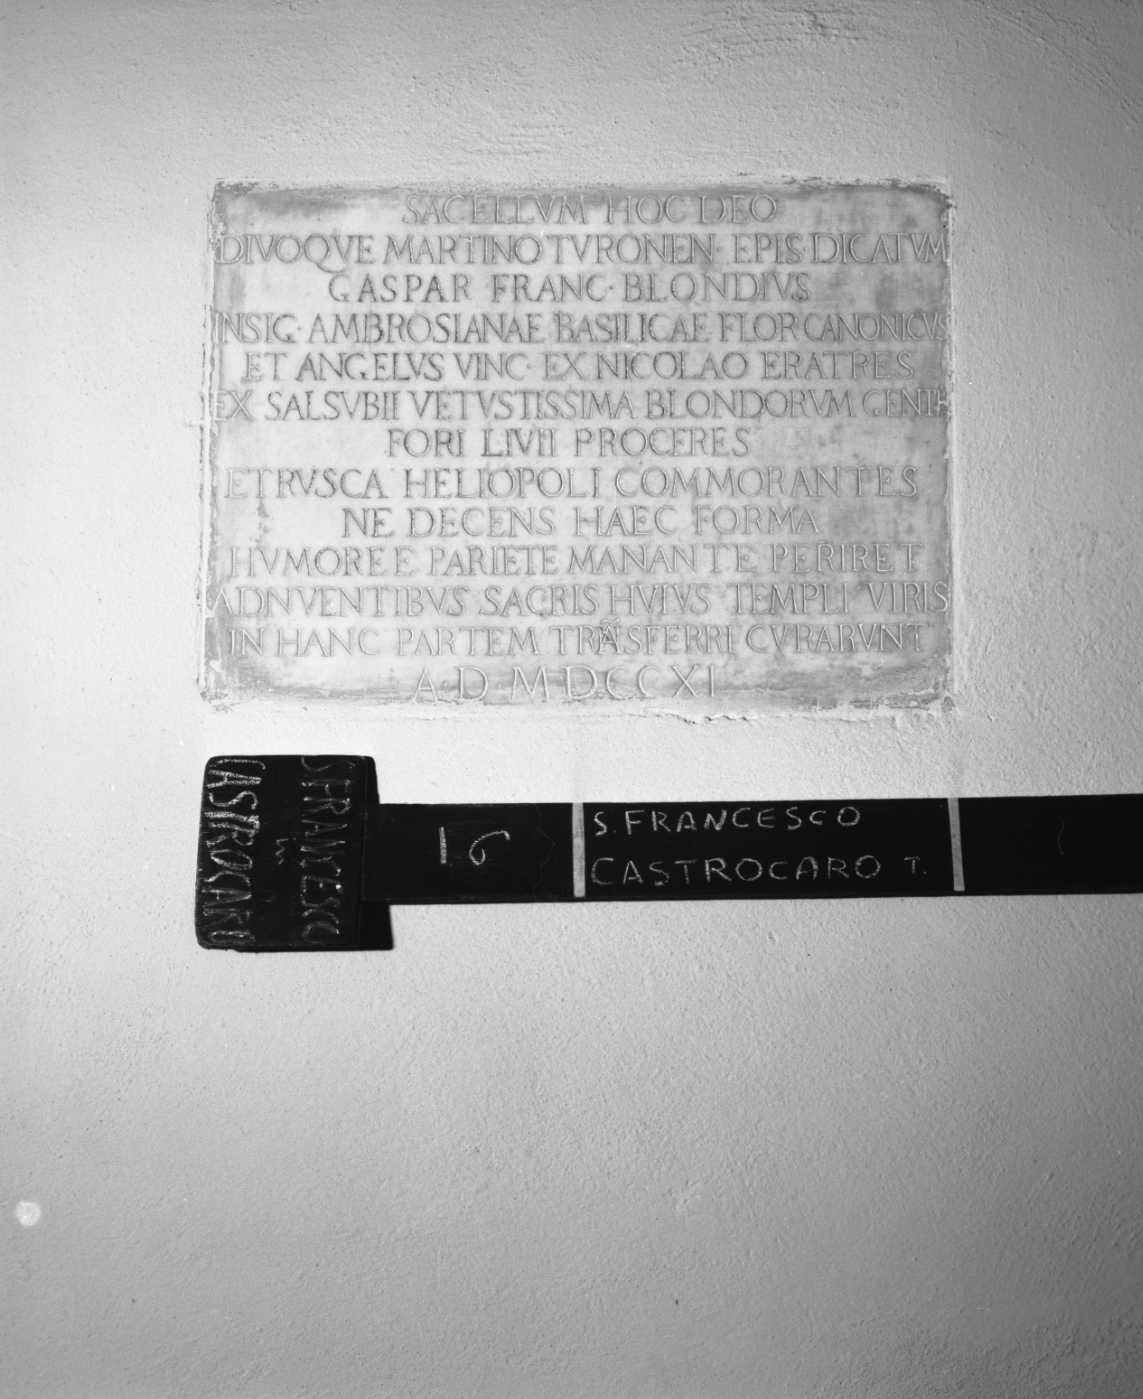 SACELLVM HOC DEO
DIVOQVE MARTINO TVRONEN· EPIS·DICATVM
GASPAR FRANC· BLONDIVS
INSIG· AMBROSIANAE BASILICAE FLOR CANONICVS
ET ANGELVS VINC· EX NICOLAO FRATRES
EX SALSVBII VETVSTISSIMA BLONDORVM GENTE
FORI LIVII PROCERES
ETRVSCA HELIOPOLI COMMORANTES
NE DECENS HAEC FORMA
HVMORE E PARIETE MANANTE PERIRET
ADNVENTIBVS SACRIS HVIVS TEMPLI VIRIS
IN HANC PARTEM TRÃSFERRI CVRARVNT
A D MDCCXI
S FRANCESCO
CASTROCARO
16
S. FRANCESCO
CASTROCARO T.